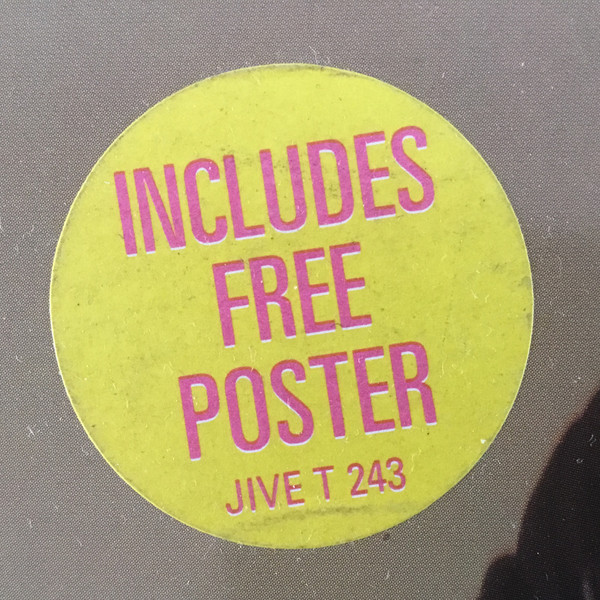 INCLUDES
FREE
POSTER
JIVE T 243